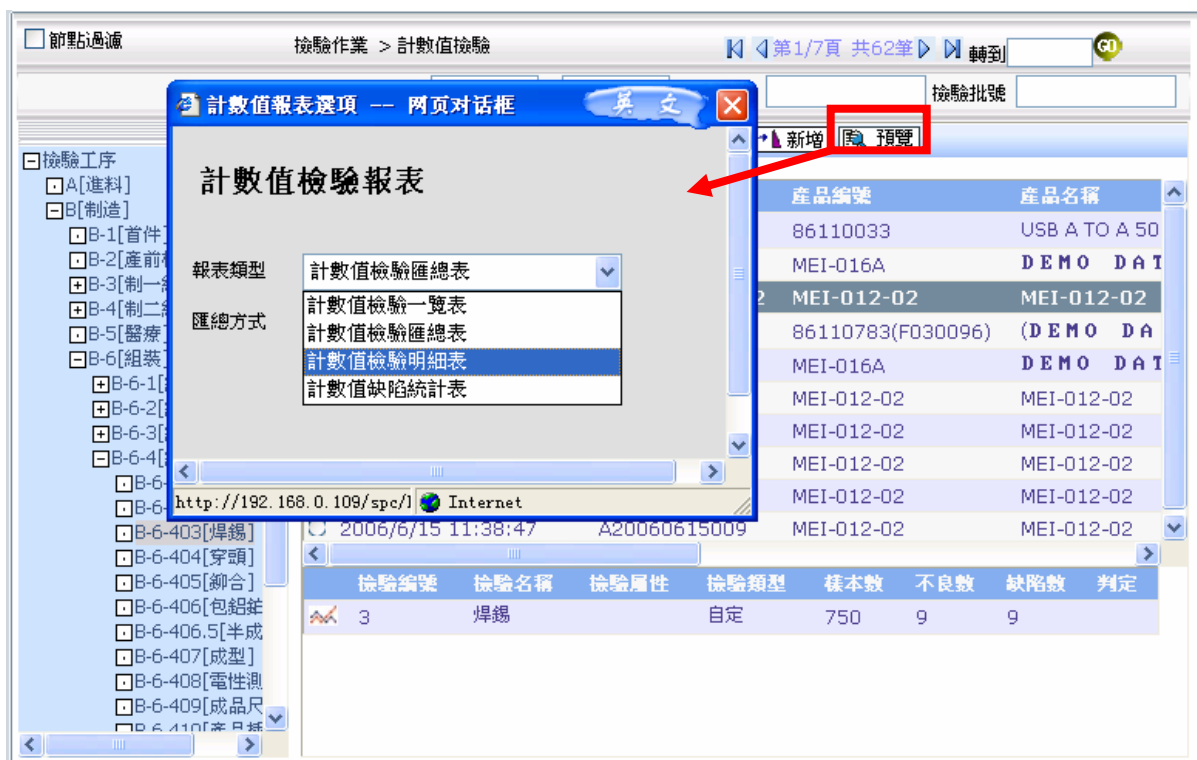 節點過濾
檢驗作業 > 計數值檢驗
第1/7頁 共62筆
轉到
GO
檢驗批號
新增
預覽
計數值報表選項 -- 网页对话框
英文
計數值檢驗報表
報表類型
計數值檢驗匯總表
匯總方式
計數值檢驗一覽表
計數值檢驗匯總表
計數值檢驗明細表
計數值缺陷統計表
http://192.168.0.109/spc/
Internet
檢驗工序
A[進料]
B[制造]
B-1[首件]
B-2[產前
B-3[制一
B-4[制二
B-5[醫療]
B-6[組裝]
B-6-1[
B-6-2[
B-6-3[
B-6-4[
B-6-
B-6-
B-6-403[焊錫]
B-6-404[穿頭]
B-6-405[鉚合]
B-6-406[包鋁
B-6-406.5[半成
B-6-407[成型]
B-6-408[電性測
B-6-409[成品尺
B-6-410[產品
產品編號 產品名稱
86110033 USB A TO A 50
MEI-016A DEMO DAT
2 MEI-012-02 MEI-012-02
86110783(F030096) (DEMO DA
MEI-016A DEMO DAT
MEI-012-02 MEI-012-02
MEI-012-02 MEI-012-02
MEI-012-02 MEI-012-02
MEI-012-02 MEI-012-02
2006/6/15 11:38:47 A20060615009 MEI-012-02 MEI-012-02
檢驗編號 檢驗名稱 檢驗屬性 檢驗類型 樣本數 不良數 缺陷數 判定
3 焊錫 自定 750 9 9